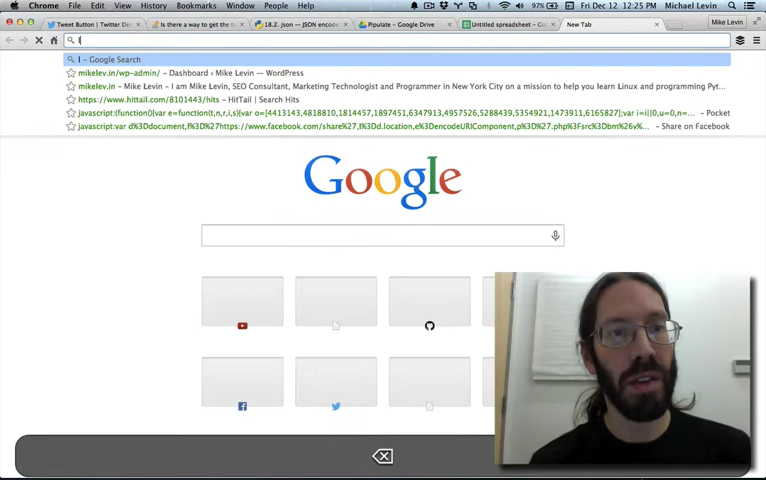 Chrome File Edit View History Bookmarks Window People Help 97% Fri Dec 12 12:25 PM Michael Levin
Tweet Button | Twitter De Is there a way to get the 18.2. json — JSON encode Pipulate – Google Drive Untitled spreadsheet – Goo New Tab Mike Levin
l
l – Google Search
mikelev.in/wp-admin/ – Dashboard ‹ Mike Levin — WordPress
mikelev.in – Mike Levin – I am Mike Levin, SEO Consultant, Marketing Technologist and Programmer in New York City on a mission to help you learn Linux and programming Pyt…
https://www.hittail.com/8101443/hits – HitTail | Search Hits
javascript:(function(){var e=function(t,n,r,i,s){var o=[4413143,4818810,1814457,1897451,6347913,4957526,5288439,5354241,1473911,6165827];var i=i||0,u=0,n=… – Pocket
javascript:var d%3Ddocument,f%3D%27https://www.facebook.com/share%27,l%3Dd.location,e%3DencodeURIComponent,p%3D%27.php%3Fsrc%3Dbm%26v%… – Share on Facebook
Google